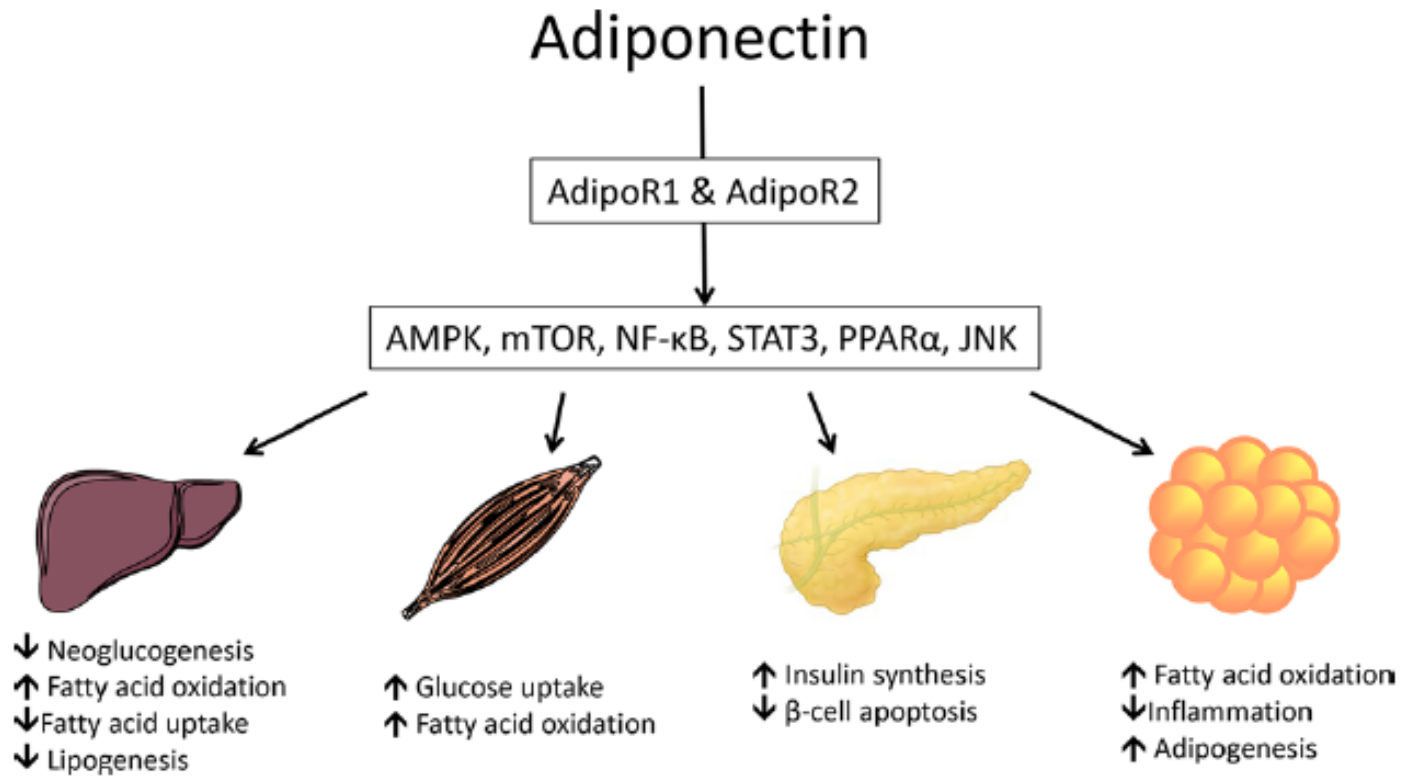 Adiponectin
AdipoR1 & AdipoR2
AMPK, mTOR, NF-κB, STAT3, PPARα, JNK
↓ Neoglucogenesis
↑ Fatty acid oxidation
↓Fatty acid uptake
↓ Lipogenesis
↑ Glucose uptake
↑ Fatty acid oxidation
↑ Insulin synthesis
↓ β-cell apoptosis
↑ Fatty acid oxidation
↓Inflammation
↑ Adipogenesis